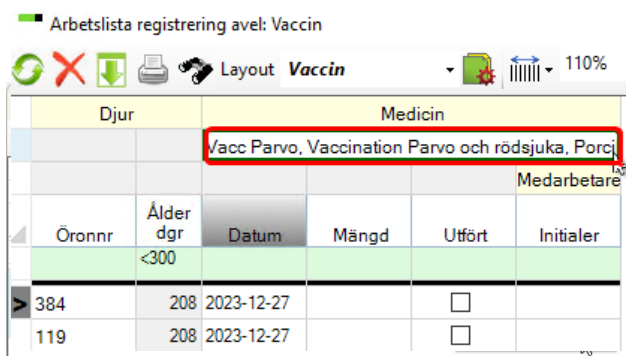 Arbetslista registrering avel: Vaccin
Layout Vaccin 110%
Djur Medicin
Vacc Parvo, Vaccination Parvo och rödsjuka, Porci
Medarbetare
Öronnr Ålder dgr Datum Mängd Utfört Initialer
<300
384 208 2023-12-27
119 208 2023-12-27